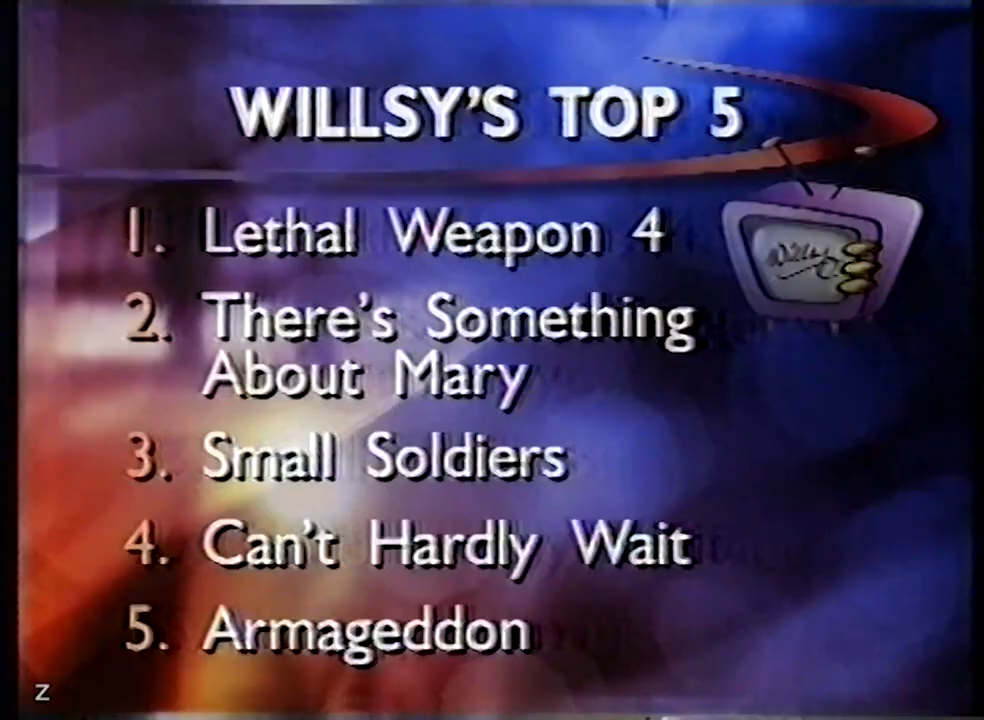 WILLSY'S TOP 5
1. Lethal Weapon 4
2. There's Something
About Mary
3. Small Soldiers
4. Can't Hardly Wait
5. Armageddon
z